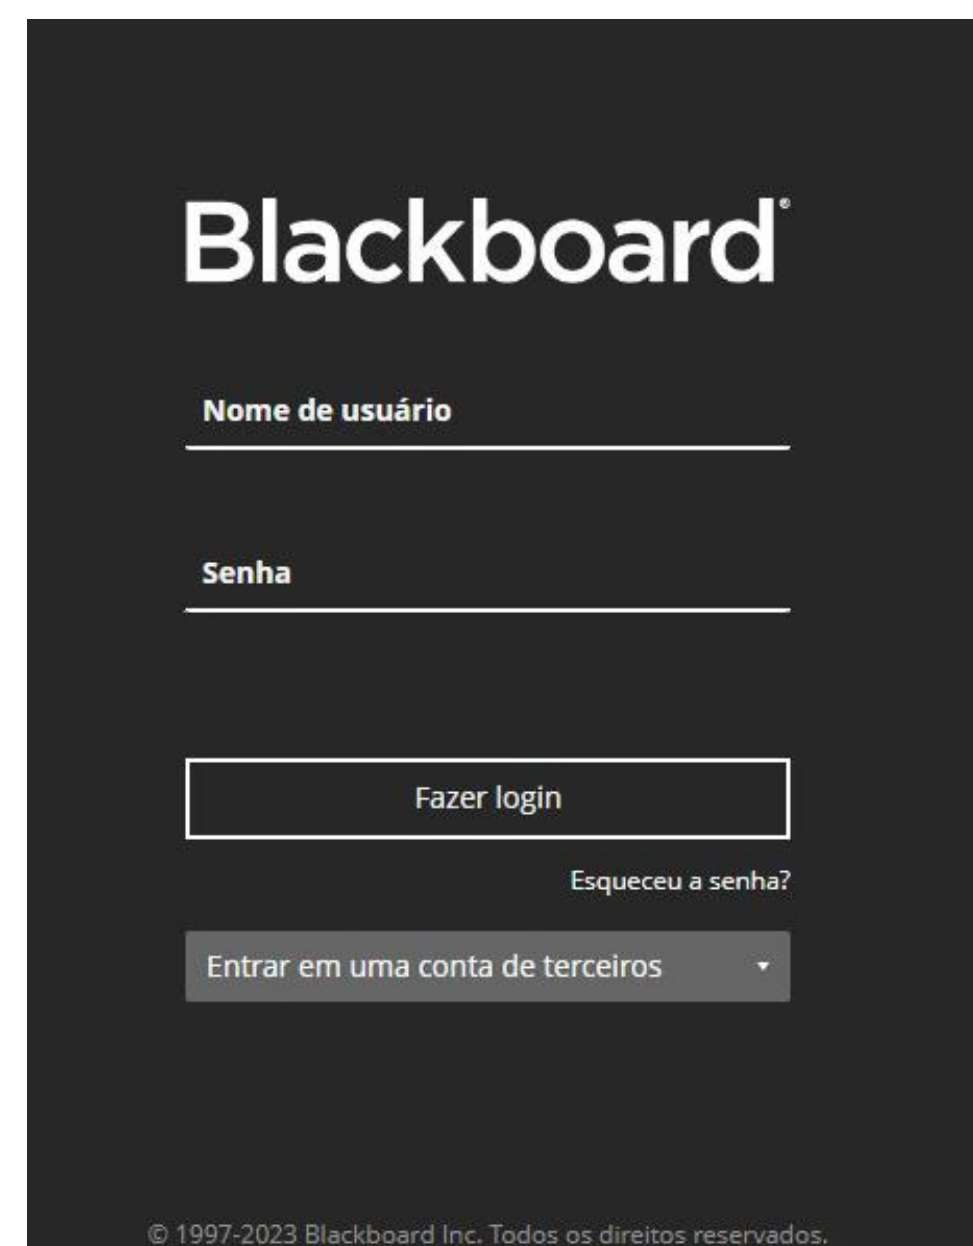 Blackboard®
Nome de usuário
Senha
Fazer login
Esqueceu a senha?
Entrar em uma conta de terceiros
© 1997-2023 Blackboard Inc. Todos os direitos reservados.